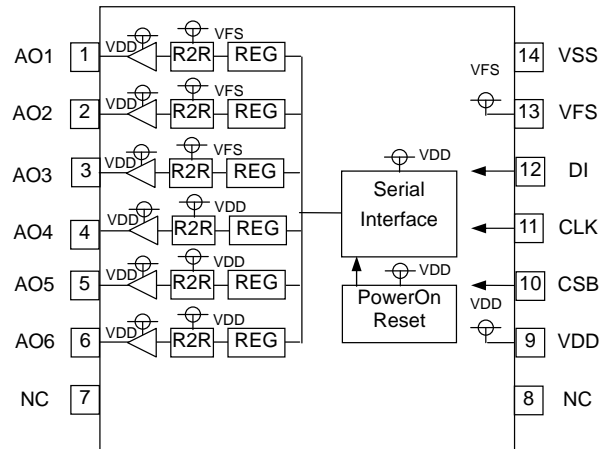 AO1 1 VDD R2R VFS REG
AO2 2 VDD R2R VFS REG
AO3 3 VDD R2R VFS REG
AO4 4 VDD R2R VDD REG
AO5 5 VDD R2R VDD REG
AO6 6 VDD R2R VDD REG
NC 7
VDD
Serial
Interface
VDD
PowerOn
Reset
14 VSS
VFS
13 VFS
12 DI
11 CLK
10 CSB
VDD
9 VDD
8 NC